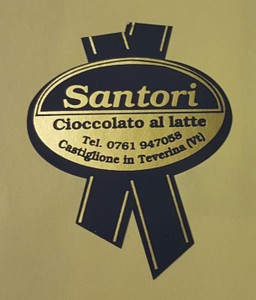 Santori
Cioccolato al latte
Tel. 0761 947058
Castiglione in Teverina (Vt)